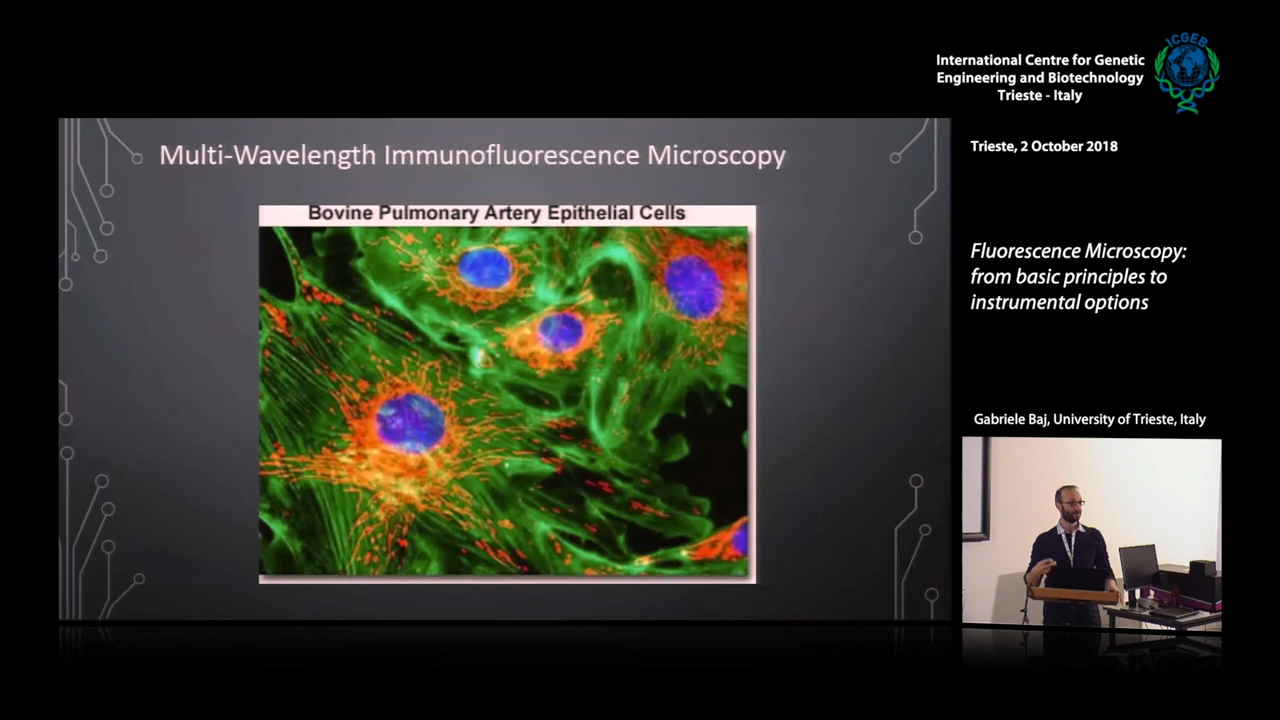 International Centre for Genetic
Engineering and Biotechnology
Trieste - Italy
ICGEB
Trieste, 2 October 2018
Multi-Wavelength Immunofluorescence Microscopy
Bovine Pulmonary Artery Epithelial Cells
Fluorescence Microscopy:
from basic principles to
instrumental options
Gabriele Baj, University of Trieste, Italy